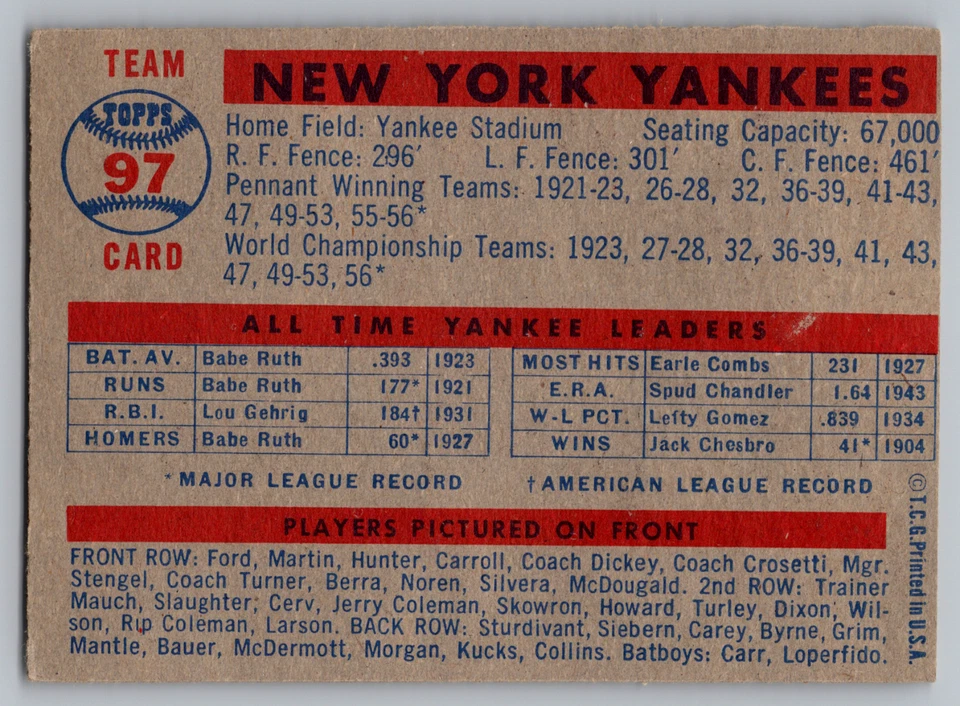 TEAM
TOPPS
97
CARD
NEW YORK YANKEES
Home Field: Yankee Stadium Seating Capacity: 67,000
R. F. Fence: 296′ L. F. Fence: 301′ C. F. Fence: 461′
Pennant Winning Teams: 1921-23, 26-28, 32, 36-39, 41-43,
47, 49-53, 55-56*
World Championship Teams: 1923, 27-28, 32, 36-39, 41, 43,
47, 49-53, 56*
ALL TIME YANKEE LEADERS
BAT. AV. Babe Ruth .393 1923 MOST HITS Earle Combs 231 1927
RUNS Babe Ruth 177* 1921 E.R.A. Spud Chandler 1.64 1943
R.B.I. Lou Gehrig 184† 1931 W-L PCT. Lefty Gomez .839 1934
HOMERS Babe Ruth 60* 1927 WINS Jack Chesbro 41* 1904
*MAJOR LEAGUE RECORD †AMERICAN LEAGUE RECORD
PLAYERS PICTURED ON FRONT
FRONT ROW: Ford, Martin, Hunter, Carroll, Coach Dickey, Coach Crosetti, Mgr.
Stengel, Coach Turner, Berra, Noren, Silvera, McDougald. 2nd ROW: Trainer
Mauch, Slaughter, Cerv, Jerry Coleman, Skowron, Howard, Turley, Dixon, Wil-
son, Rip Coleman, Larson. BACK ROW: Sturdivant, Siebern, Carey, Byrne, Grim,
Mantle, Bauer, McDermott, Morgan, Kucks, Collins. Batboys: Carr, Loperfido.
© T.C.G. Printed in U.S.A.